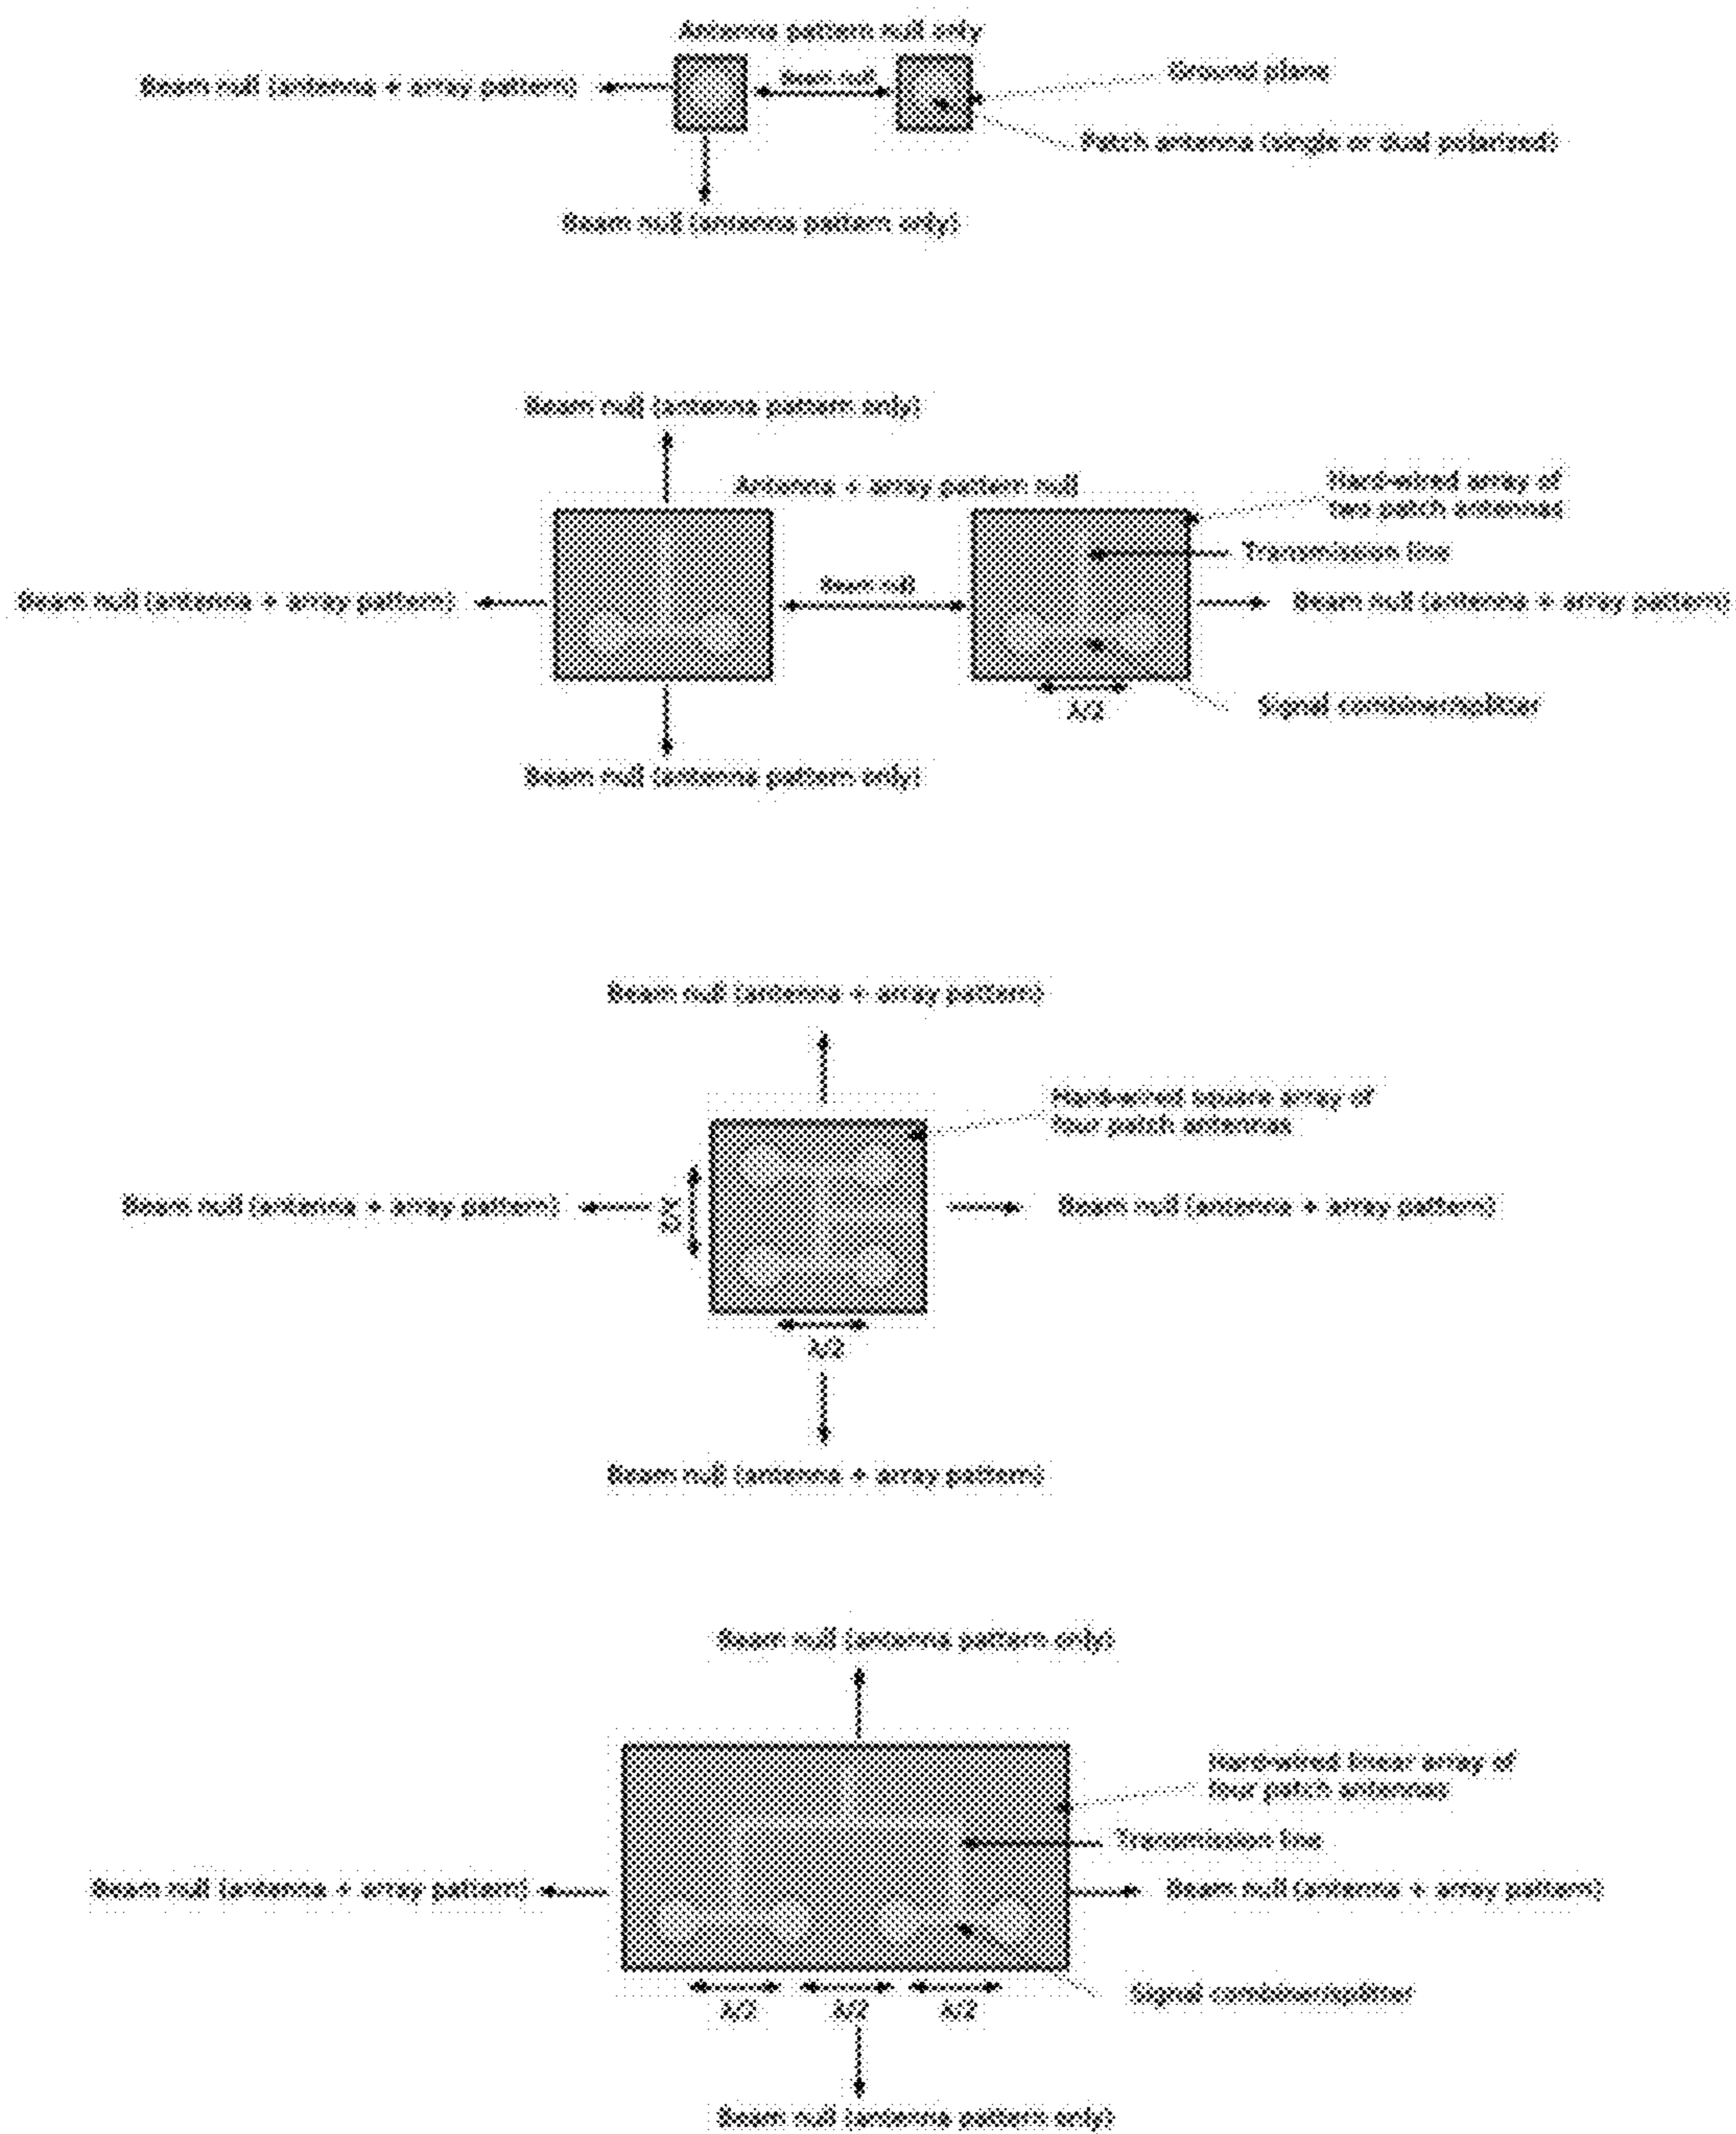 Antenna pattern null only
Beam null (antenna + array pattern)
Beam null
Ground plane
Patch antenna (single or dual polarized)
Beam null (antenna pattern only)
Beam null (antenna pattern only)
Antenna + array pattern null
Hard-wired array of
two patch antennas
Transmission line
Beam null (antenna + array pattern)
Beam null
Beam null (antenna + array pattern)
λ/2
Signal combiner/splitter
Beam null (antenna pattern only)
Beam null (antenna + array pattern)
Hard-wired square array of
four patch antennas
Beam null (antenna + array pattern)
λ/2
Beam null (antenna + array pattern)
λ/2
Beam null (antenna + array pattern)
Beam null (antenna pattern only)
Hard-wired linear array of
four patch antennas
Transmission line
Beam null (antenna + array pattern)
Beam null (antenna + array pattern)
Signal combiner/splitter
λ/2 λ/2 λ/2
Beam null (antenna pattern only)